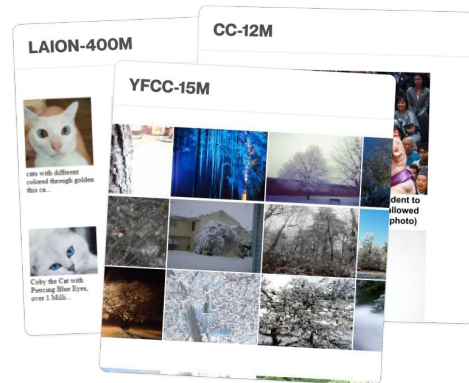 LAION-400M
cats with different
colored through golden
this ca...
Coby the Cat with
Piercing Blue Eyes,
over 1 Milli...
YFCC-15M
CC-12M
dent to
llowed
photo)